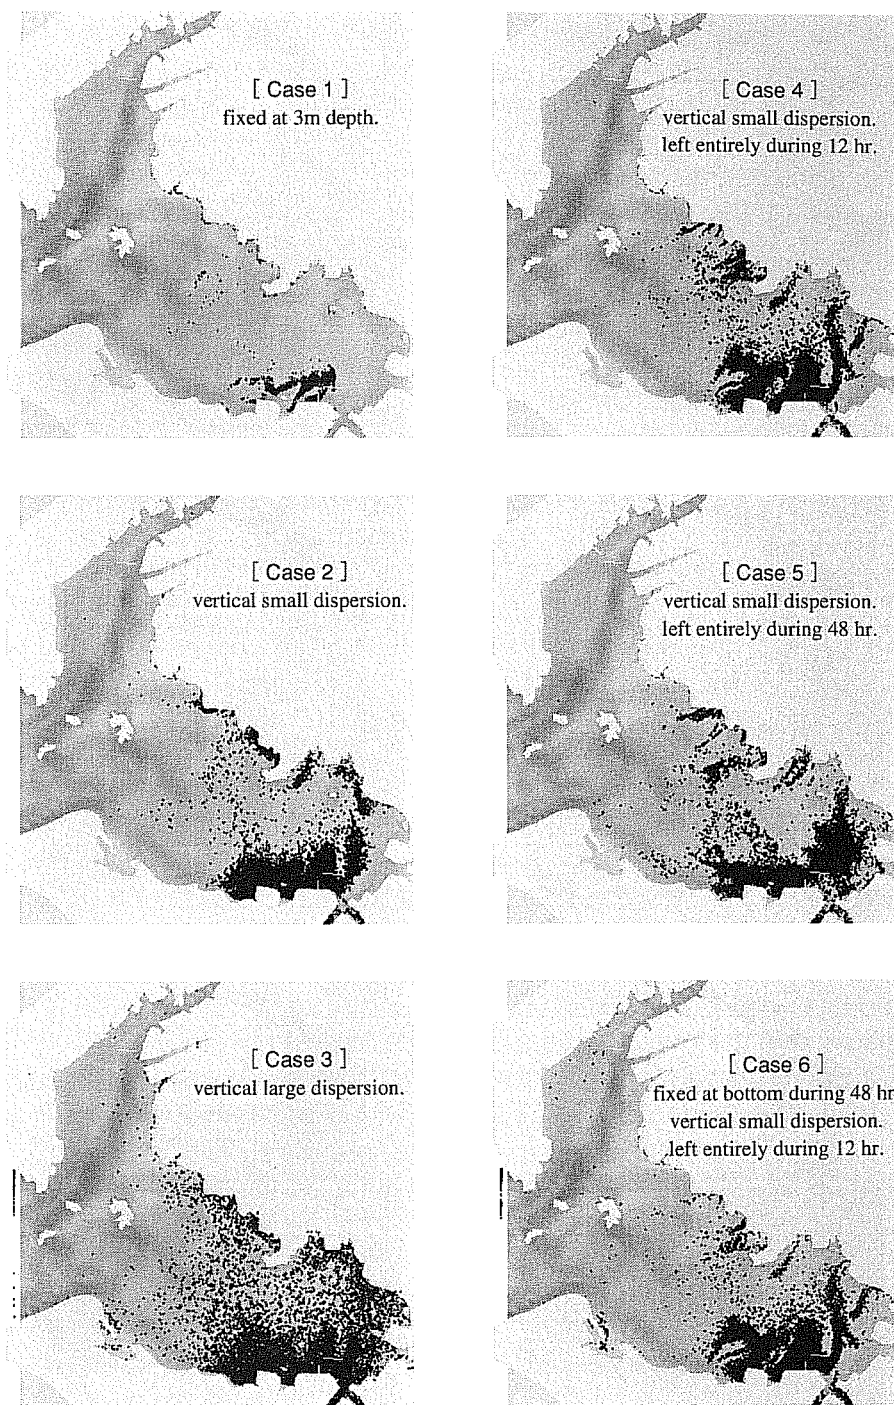 [ Case 1 ]
fixed at 3m depth.
[ Case 4 ]
vertical small dispersion.
left entirely during 12 hr.
[ Case 2 ]
vertical small dispersion.
[ Case 5 ]
vertical small dispersion.
left entirely during 48 hr.
[ Case 3 ]
vertical large dispersion.
[ Case 6 ]
fixed at bottom during 48 hr
vertical small dispersion.
left entirely during 12 hr.